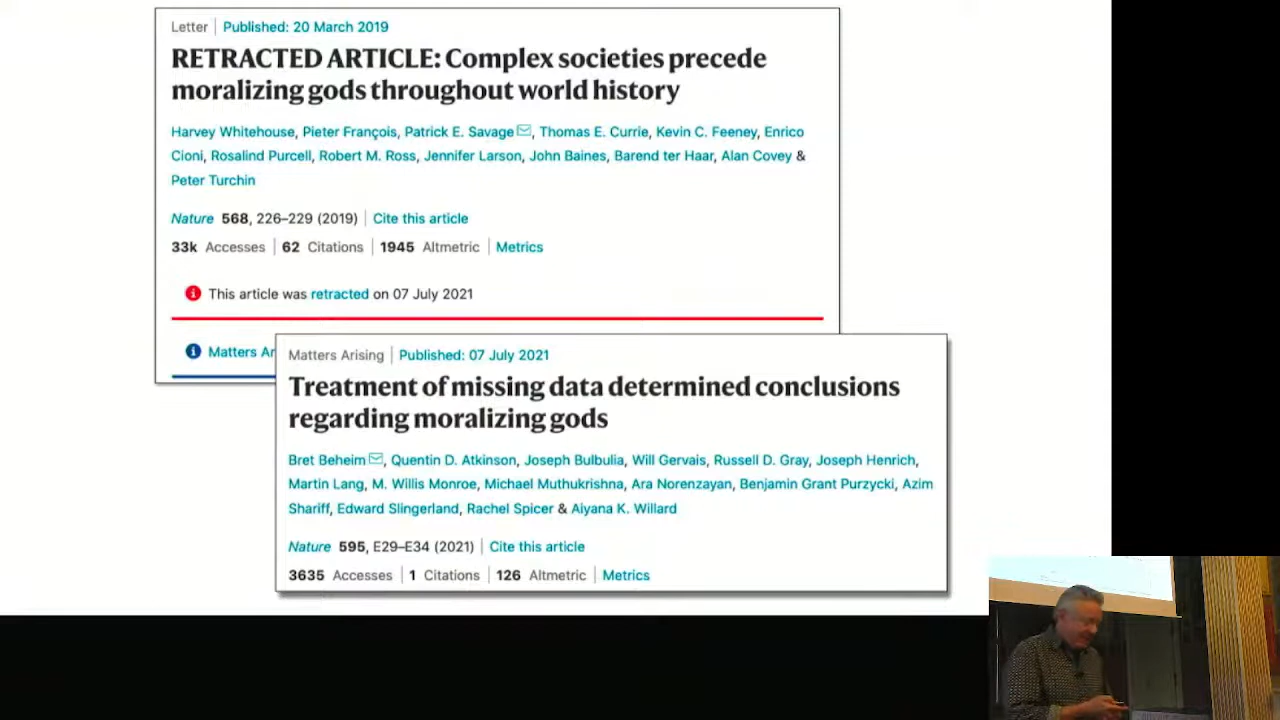 Letter | Published: 20 March 2019
RETRACTED ARTICLE: Complex societies precede
moralizing gods throughout world history
Harvey Whitehouse, Pieter François, Patrick E. Savage, Thomas E. Currie, Kevin C. Feeney, Enrico
Cioni, Rosalind Purcell, Robert M. Ross, Jennifer Larson, John Baines, Barend ter Haar, Alan Covey &
Peter Turchin
Nature 568, 226–229 (2019) | Cite this article
33k Accesses | 62 Citations | 1945 Altmetric | Metrics
This article was retracted on 07 July 2021
Matters Ar
Matters Arising | Published: 07 July 2021
Treatment of missing data determined conclusions
regarding moralizing gods
Bret Beheim, Quentin D. Atkinson, Joseph Bulbulia, Will Gervais, Russell D. Gray, Joseph Henrich,
Martin Lang, M. Willis Monroe, Michael Muthukrishna, Ara Norenzayan, Benjamin Grant Purzycki, Azim
Shariff, Edward Slingerland, Rachel Spicer & Aiyana K. Willard
Nature 595, E29–E34 (2021) | Cite this article
3635 Accesses | 1 Citations | 126 Altmetric | Metrics